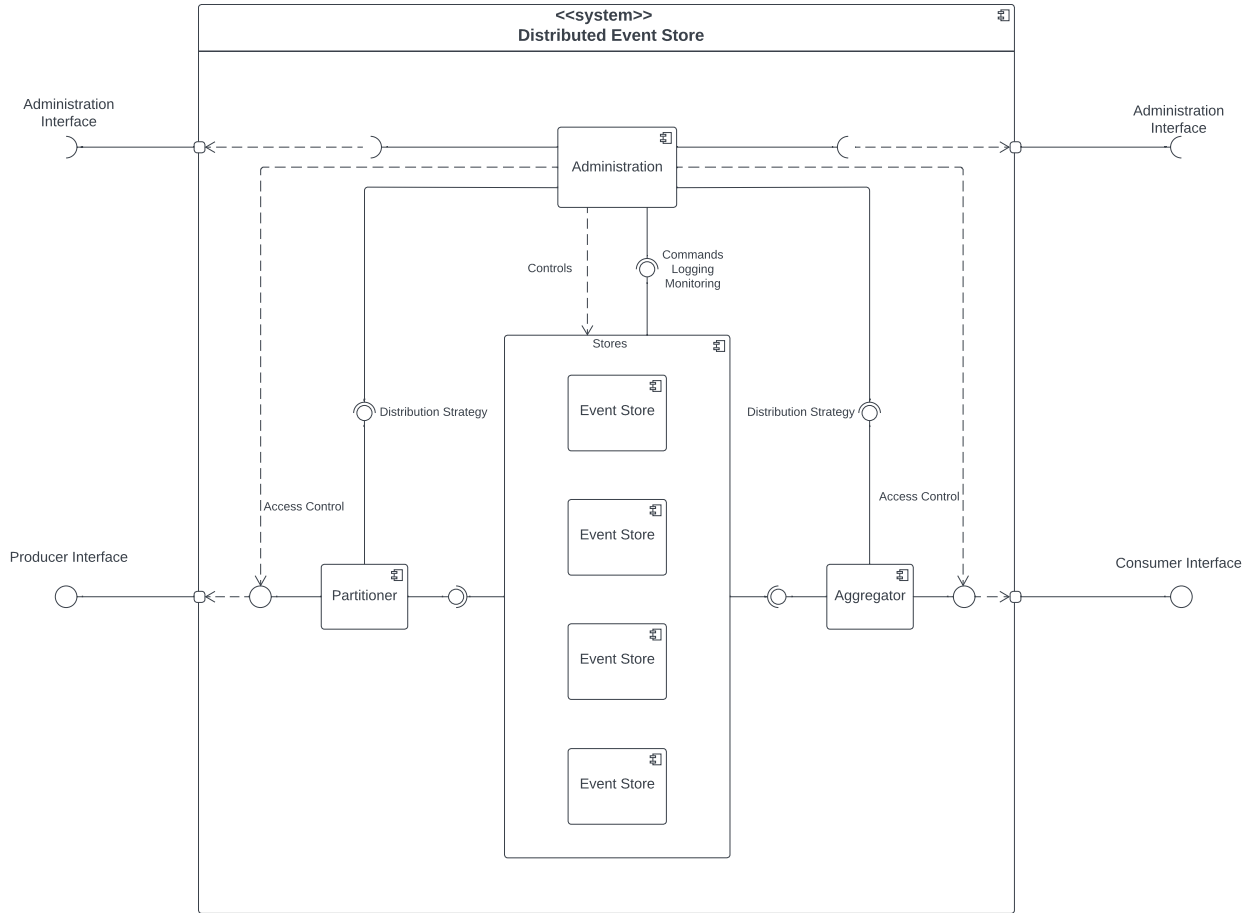 <<system>>
Distributed Event Store
Administration
Interface
Administration
Interface
Administration
Controls
Commands
Logging
Monitoring
Stores
Event Store
Distribution Strategy
Distribution Strategy
Access Control
Access Control
Event Store
Producer Interface
Consumer Interface
Partitioner
Aggregator
Event Store
Event Store